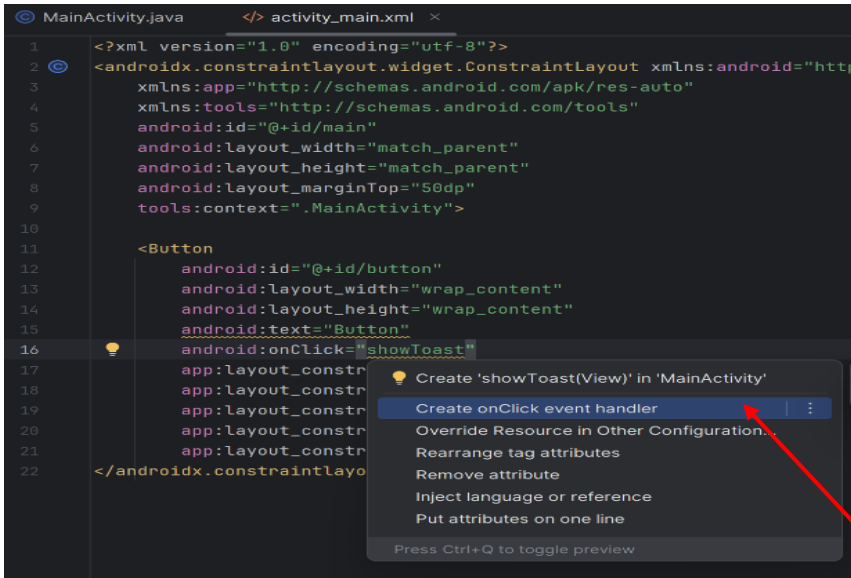 MainActivity.java
</> activity_main.xml ×
1 <?xml version="1.0" encoding="utf-8"?>
2 <androidx.constraintlayout.widget.ConstraintLayout xmlns:android="http
3 xmlns:app="http://schemas.android.com/apk/res-auto"
4 xmlns:tools="http://schemas.android.com/tools"
5 android:id="@+id/main"
6 android:layout_width="match_parent"
7 android:layout_height="match_parent"
8 android:layout_marginTop="50dp"
9 tools:context=".MainActivity">
10
11 <Button
12 android:id="@+id/button"
13 android:layout_width="wrap_content"
14 android:layout_height="wrap_content"
15 android:text="Button"
16 android:onClick="showToast"
17 app:layout_constr
18 app:layout_constr
19 app:layout_constr
20 app:layout_constr
21 app:layout_constr
22 </androidx.constraintlayo
Create 'showToast(View)' in 'MainActivity'
Create onClick event handler
Override Resource in Other Configuration...
Rearrange tag attributes
Remove attribute
Inject language or reference
Put attributes on one line
Press Ctrl+Q to toggle preview